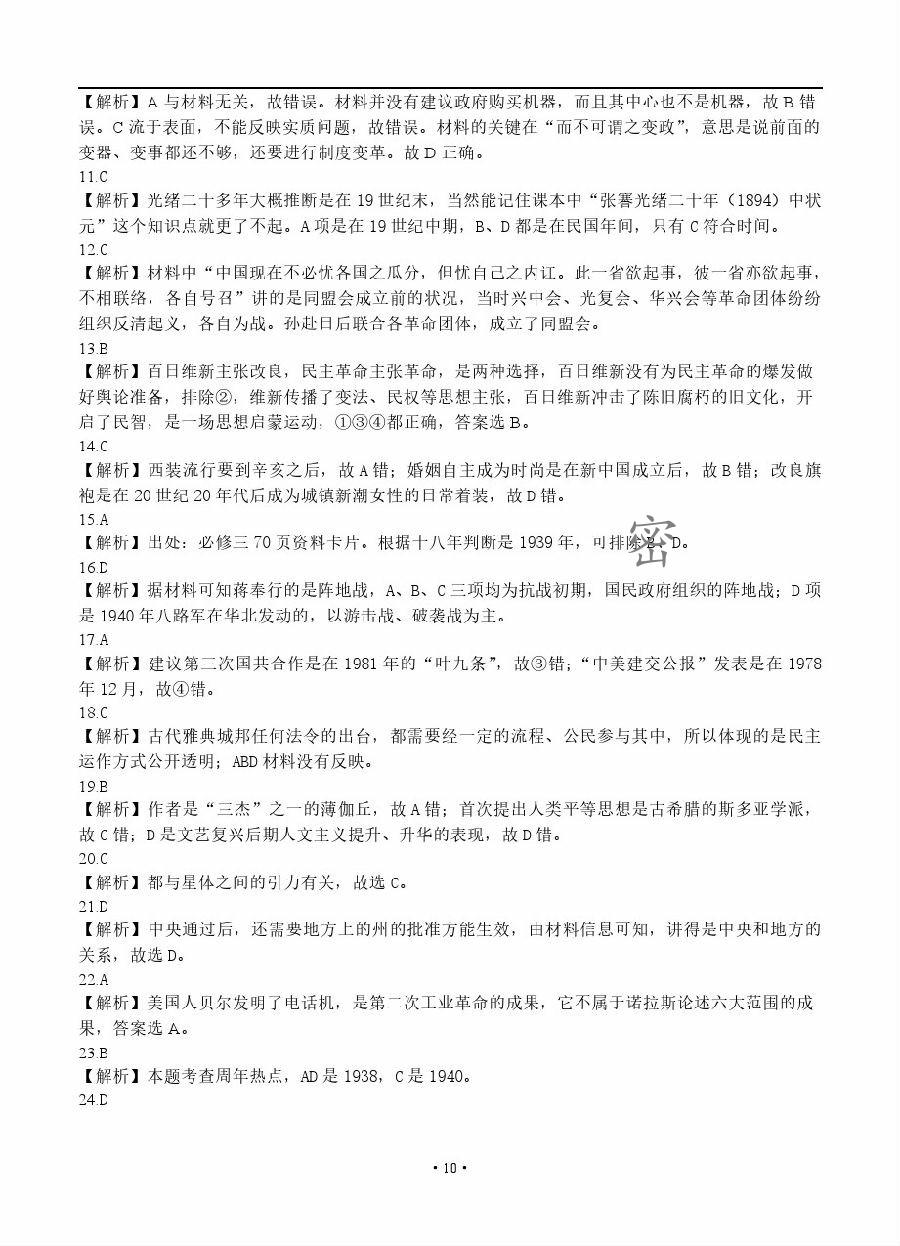 【解析】A 与材料无关，故错误。材料并没有建议政府购买机器，而且其中心也不是机器，故 B 错
误。C 流于表面，不能反映实质问题，故错误。材料的关键在“而不可谓之变政”，意思是说前面的
变器、变事都还不够，还要进行制度变革。故 D 正确。
11.C
【解析】光绪二十多年大概推断是在 19 世纪末，当然能记住课本中“张謇光绪二十年（1894）中状
元”这个知识点就更了不起。A 项是在 19 世纪中期，B、D 都是在民国年间，只有 C 符合时间。
12.C
【解析】材料中“中国现在不必忧各国之瓜分，但忧自己之内讧。此一省欲起事，彼一省亦欲起事，
不相联络，各自号召”讲的是同盟会成立前的状况，当时兴中会、光复会、华兴会等革命团体纷纷
组织反清起义，各自为战。孙赴日后联合各革命团体，成立了同盟会。
13.B
【解析】百日维新主张改良，民主革命主张革命，是两种选择，百日维新没有为民主革命的爆发做
好舆论准备，排除②，维新传播了变法、民权等思想主张，百日维新冲击了陈旧腐朽的旧文化，开
启了民智，是一场思想启蒙运动，①③④都正确，答案选 B。
14.C
【解析】西装流行要到辛亥之后，故 A 错；婚姻自主成为时尚是在新中国成立后，故 B 错；改良旗
袍是在 20 世纪 20 年代后成为城镇新潮女性的日常着装，故 D 错。
15.A
【解析】出处：必修三 70 页资料卡片。根据十八年判断是 1939 年，可排除 B、D。
密
16.D
【解析】据材料可知蒋奉行的是阵地战，A、B、C 三项均为抗战初期，国民政府组织的阵地战；D 项
是 1940 年八路军在华北发动的，以游击战、破袭战为主。
17.A
【解析】建议第三次国共合作是在 1981 年的“叶九条”，故③错；“中美建交公报”发表是在 1978
年 12 月，故④错。
18.C
【解析】古代雅典城邦任何法令的出台，都需要经一定的流程、公民参与其中，所以体现的是民主
运作方式公开透明；ABD 材料没有反映。
19.B
【解析】作者是“三杰”之一的薄伽丘，故 A 错；首次提出人类平等思想是古希腊的斯多亚学派，
故 C 错；D 是文艺复兴后期人文主义提升、升华的表现，故 D 错。
20.C
【解析】都与星体之间的引力有关，故选 C。
21.D
【解析】中央通过后，还需要地方上的州的批准方能生效，由材料信息可知，讲得是中央和地方的
关系，故选 D。
22.A
【解析】美国人贝尔发明了电话机，是第二次工业革命的成果，它不属于诺拉斯论述六大范围的成
果，答案选 A。
23.B
【解析】本题考查周年热点，AD 是 1938，C 是 1940。
24.D
·10·